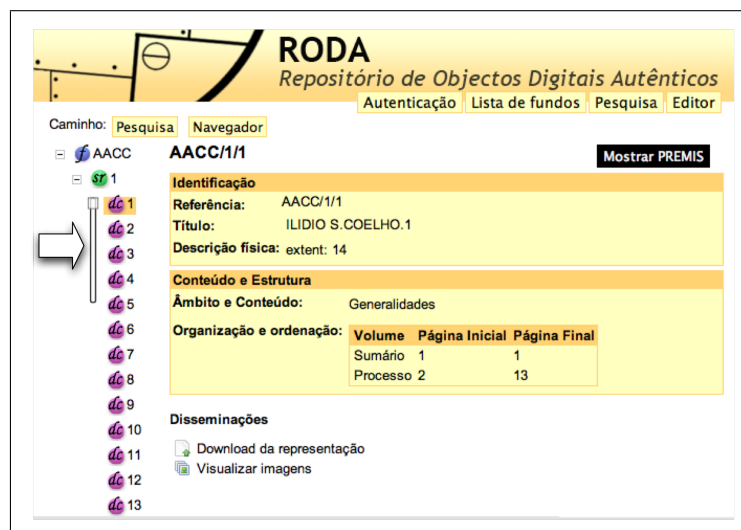 RODA
Repositório de Objectos Digitais Autênticos
Autenticação Lista de fundos Pesquisa Editor
Caminho: Pesquisa Navegador
AACC
1
1
2
3
4
5
6
7
8
9
10
11
12
13
AACC/1/1
Mostrar PREMIS
Identificação
Referência: AACC/1/1
Título: ILIDIO S.COELHO.1
Descrição física: extent: 14
Conteúdo e Estrutura
Âmbito e Conteúdo: Generalidades
Organização e ordenação: Volume Página Inicial Página Final
Sumário 1 1
Processo 2 13
Disseminações
Download da representação
Visualizar imagens